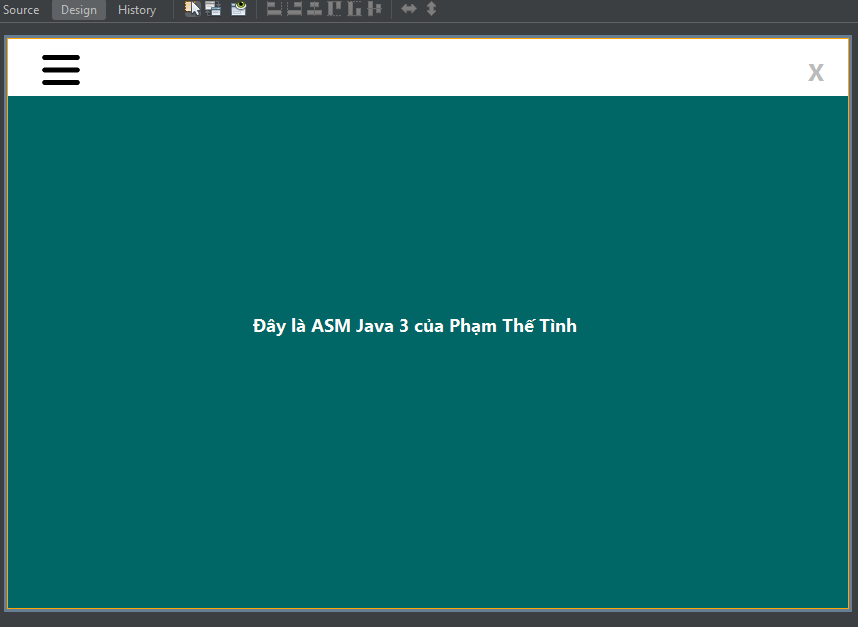 Source Design History
X
Đây là ASM Java 3 của Phạm Thế Tình